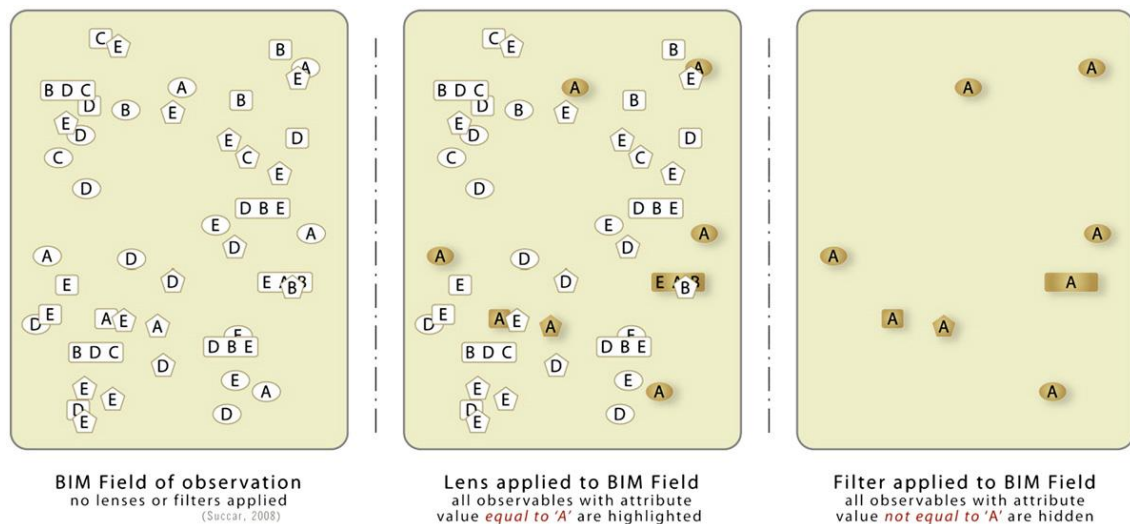 C
E
B
A
E
B D C
A
D
B
E
B
E
D
E
D
C
C
E
D
D B E
E
A
D
A
D
E
D
E A B
B
D
E
A
E
A
E
B D C
D B E
D
E
E
A
E
D
D
E
C
E
B
A
E
B D C
A
D
B
E
B
E
D
E
D
C
C
E
D
D B E
E
A
D
A
D
E
D
E A B
B
D
E
A
E
A
E
B D C
D B E
D
E
E
A
E
D
D
E
A
A
A
A
A
A
A
A
BIM Field of observation
no lenses or filters applied
(Succar, 2008)
Lens applied to BIM Field
all observables with attribute
value equal to ‘A’ are highlighted
Filter applied to BIM Field
all observables with attribute
value not equal to ‘A’ are hidden